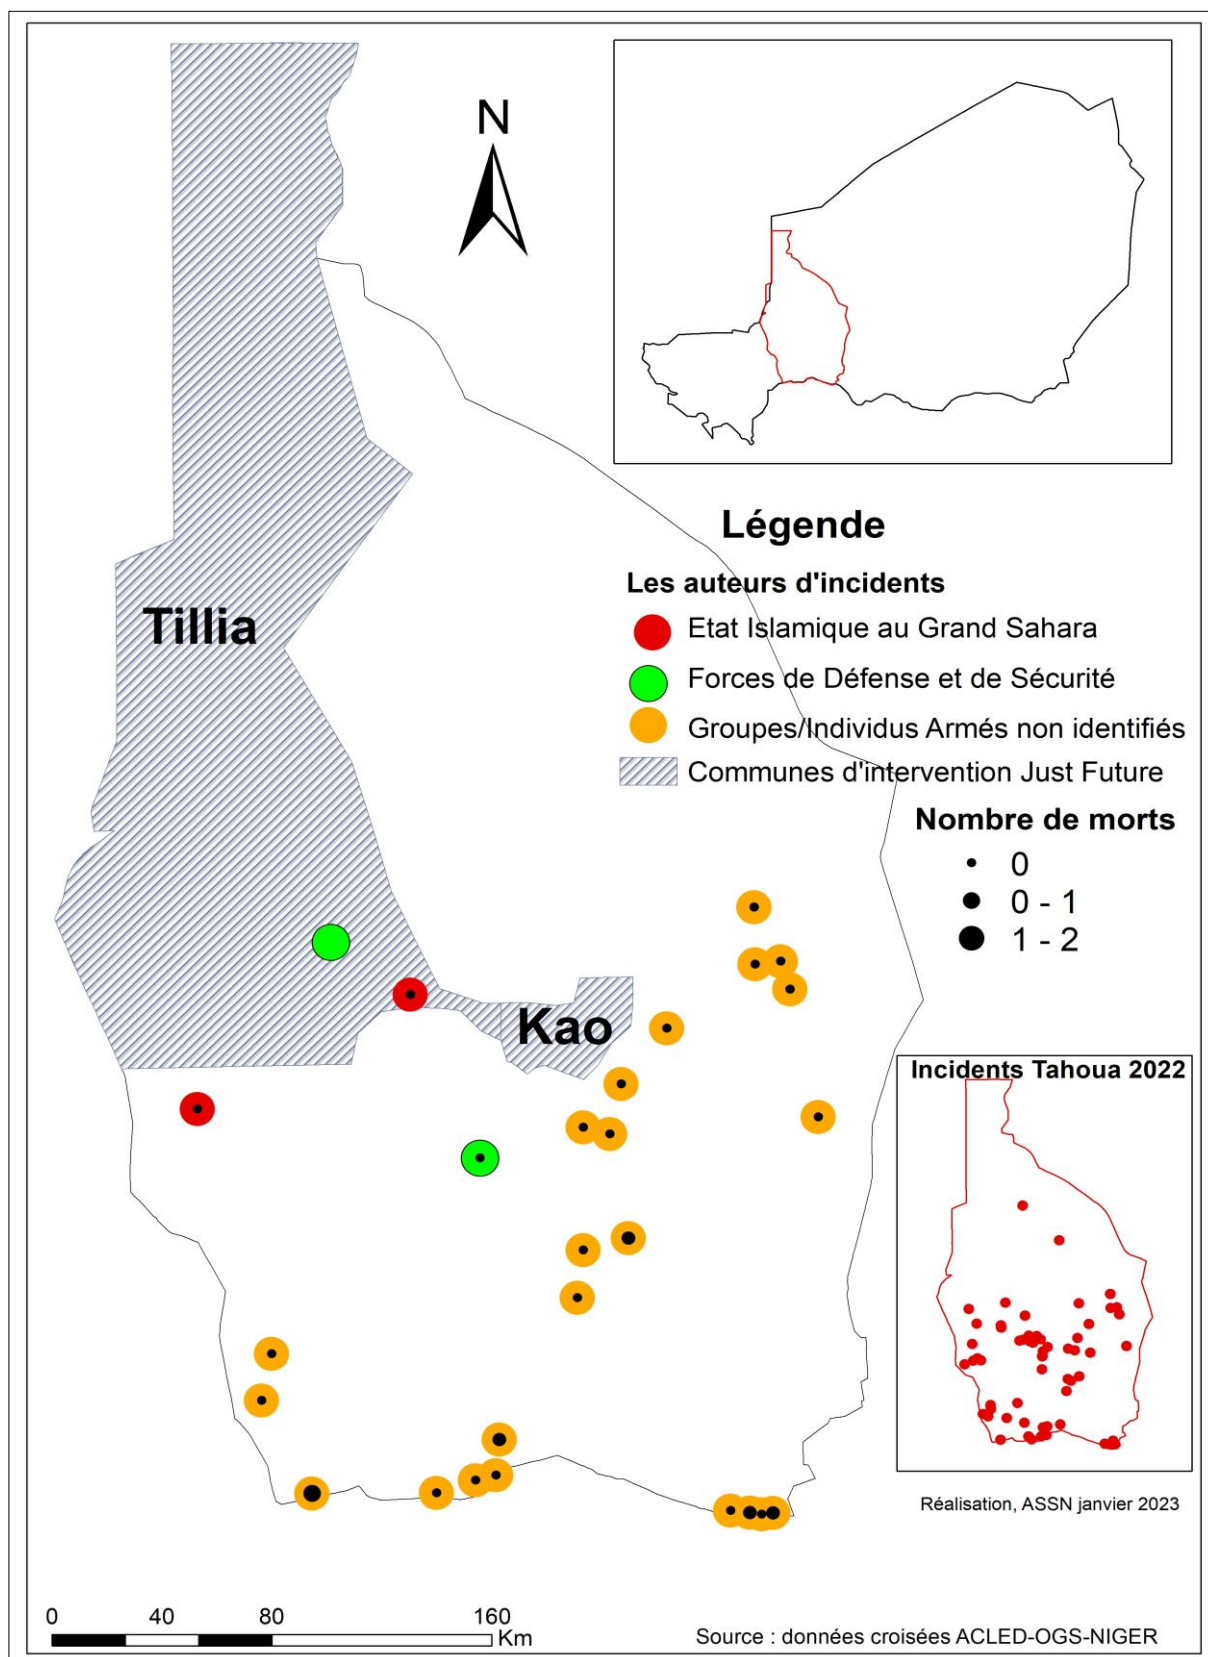 N
Légende
Les auteurs d'incidents
Etat Islamique au Grand Sahara
Forces de Défense et de Sécurité
Groupes/Individus Armés non identifiés
Communes d'intervention Just Future
Nombre de morts
0
0 - 1
1 - 2
Tillia
Kao
Incidents Tahoua 2022
Réalisation, ASSN janvier 2023
0 40 80 160
Km
Source : données croisées ACLED-OGS-NIGER